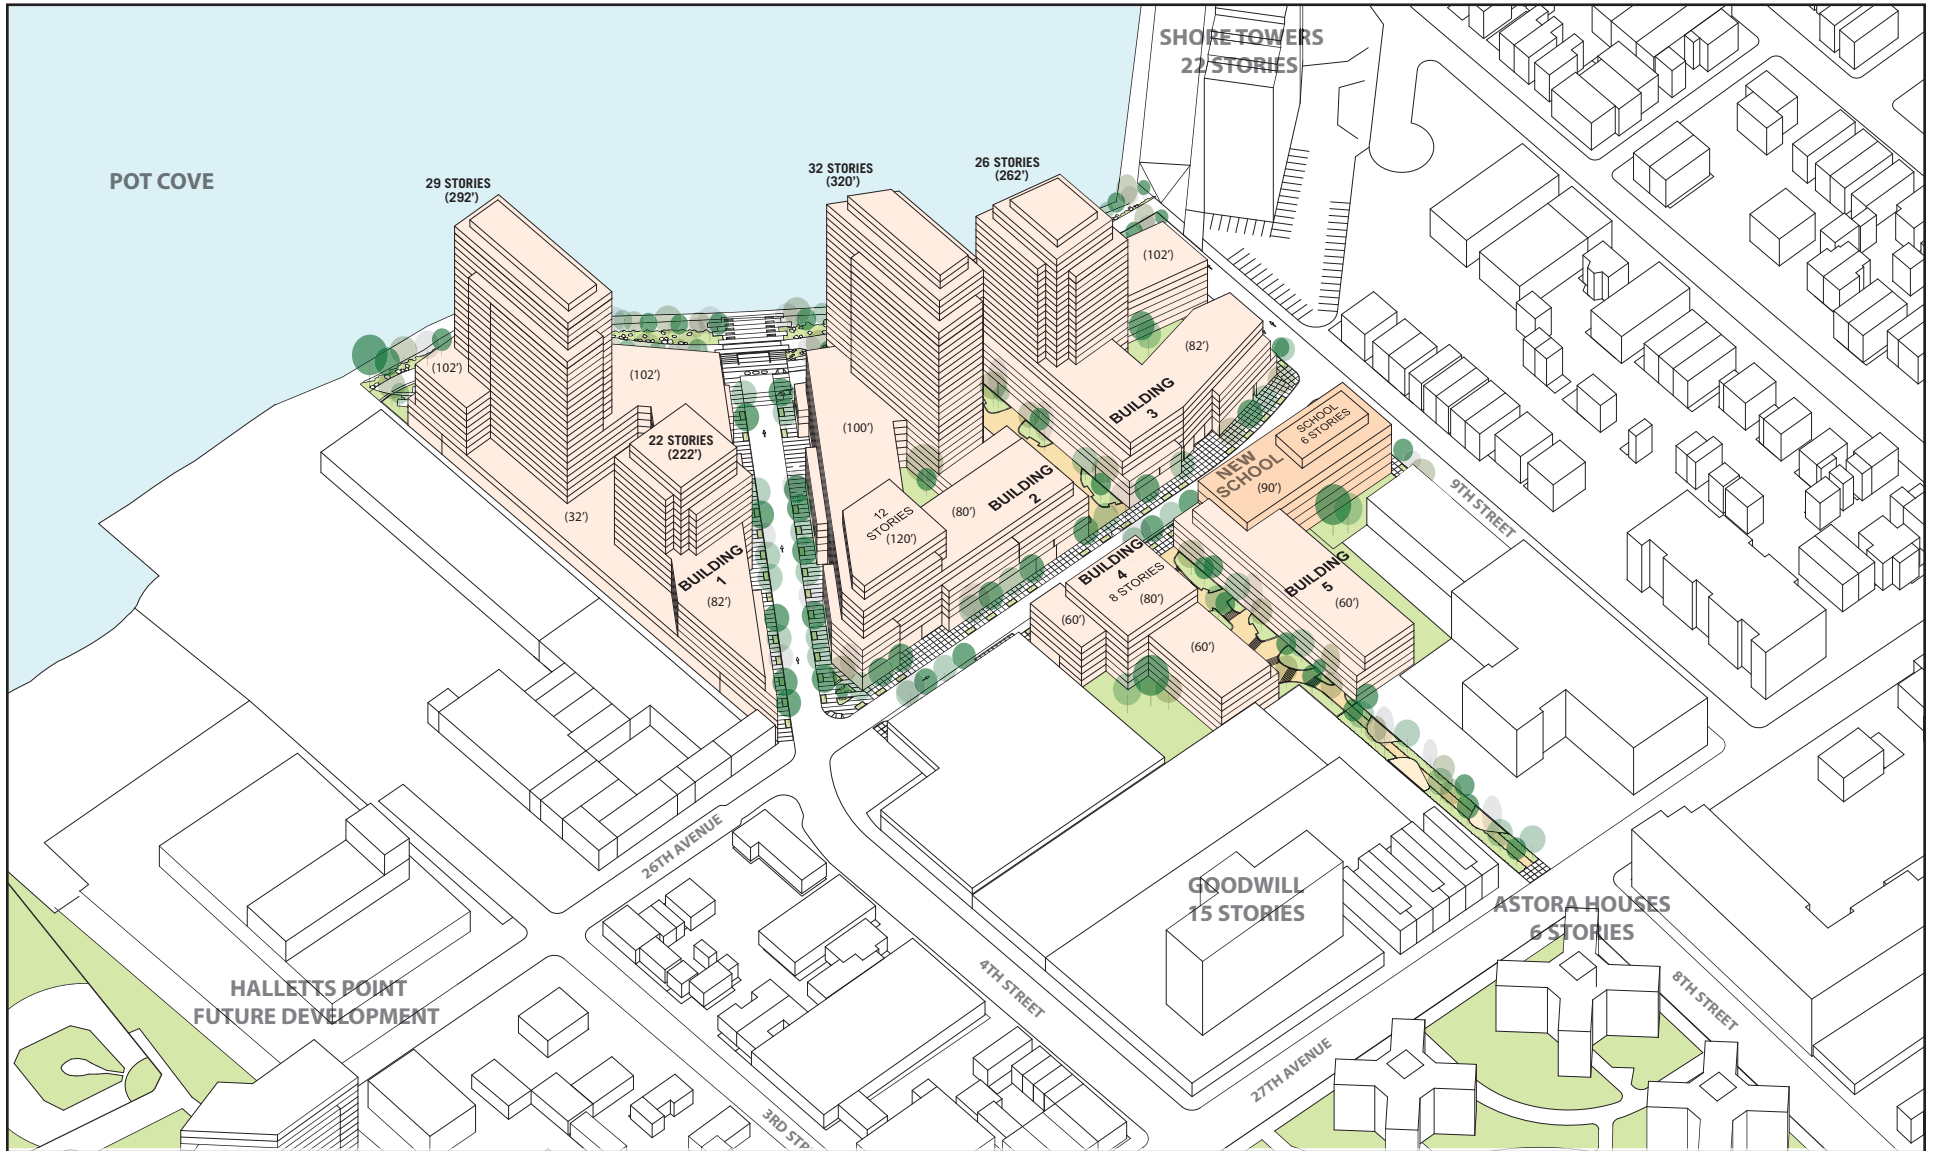 SHORE TOWERS
22 STORIES
POT COVE
29 STORIES
(292')
32 STORIES
(320')
26 STORIES
(262')
(102')
(102')
(102')
(82')
BUILDING
3
SCHOOL
6 STORIES
NEW
SCHOOL
(90')
22 STORIES
(222')
(100')
(32')
BUILDING
1
(82')
12
STORIES
(120')
(80')
BUILDING
2
BUILDING
4
8 STORIES
(80')
(60')
(60')
BUILDING
5
(60')
9TH STREET
26TH AVENUE
GOODWILL
15 STORIES
ASTORA HOUSES
6 STORIES
HALLETTS POINT
FUTURE DEVELOPMENT
4TH STREET
8TH STREET
27TH AVENUE
3RD STR